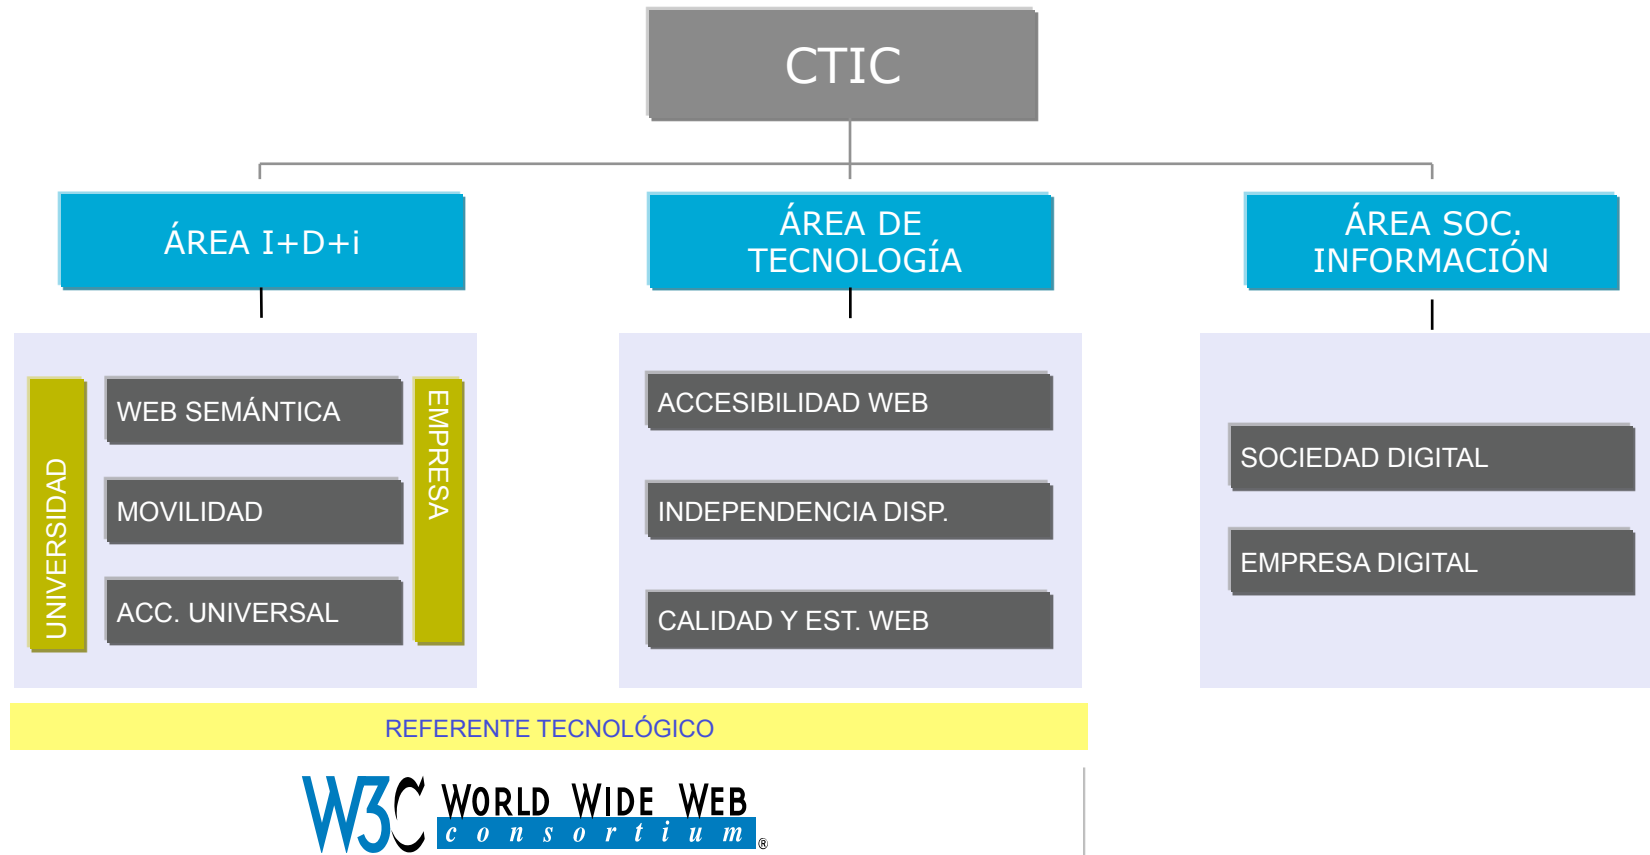 CTIC
ÁREA I+D+i
ÁREA DE
TECNOLOGÍA
ÁREA SOC.
INFORMACIÓN
UNIVERSIDAD
WEB SEMÁNTICA
MOVILIDAD
ACC. UNIVERSAL
EMPRESA
ACCESIBILIDAD WEB
INDEPENDENCIA DISP.
CALIDAD Y EST. WEB
SOCIEDAD DIGITAL
EMPRESA DIGITAL
REFERENTE TECNOLÓGICO
W3C WORLD WIDE WEB
consortium®